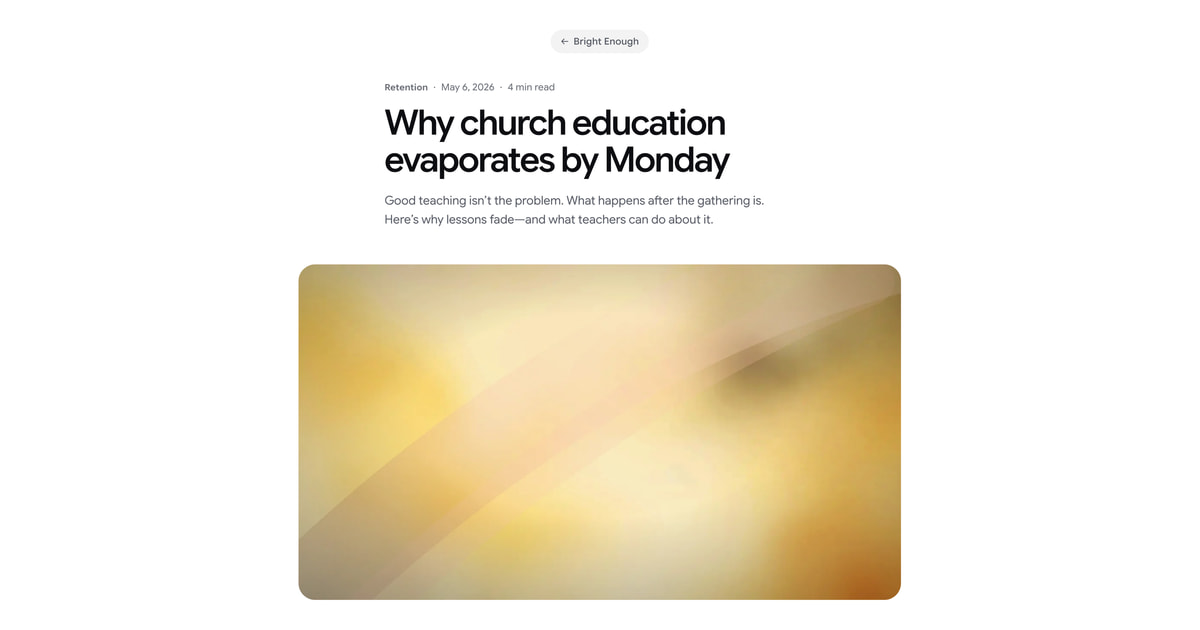 ← Bright Enough
Retention · May 6, 2026 · 4 min read
Why church education
evaporates by Monday
Good teaching isn’t the problem. What happens after the gathering is.
Here’s why lessons fade—and what teachers can do about it.